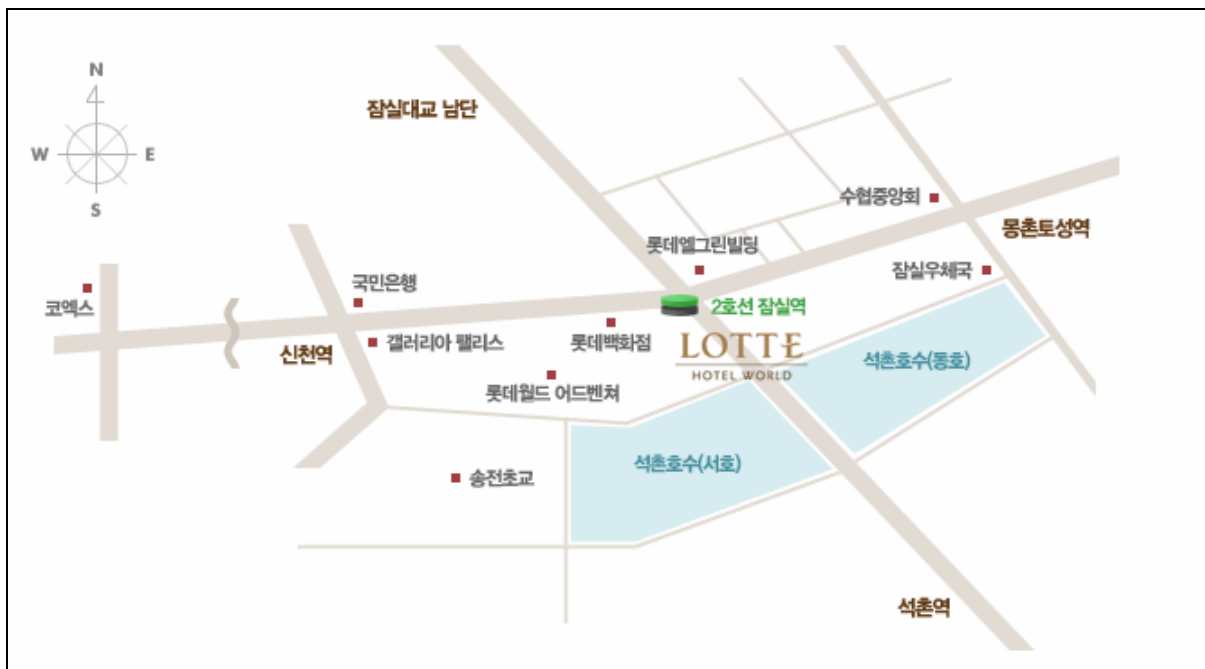 N
W
E
S
잠실대교 남단
수협중앙회
몽촌토성역
롯데엘그린빌딩
잠실우체국
국민은행
코엑스
2호선 잠실역
신천역
갤러리아 팰리스
롯데백화점
LOTTE
HOTEL WORLD
석촌호수(동호)
롯데월드 어드벤쳐
석촌호수(서호)
송전초교
석촌역